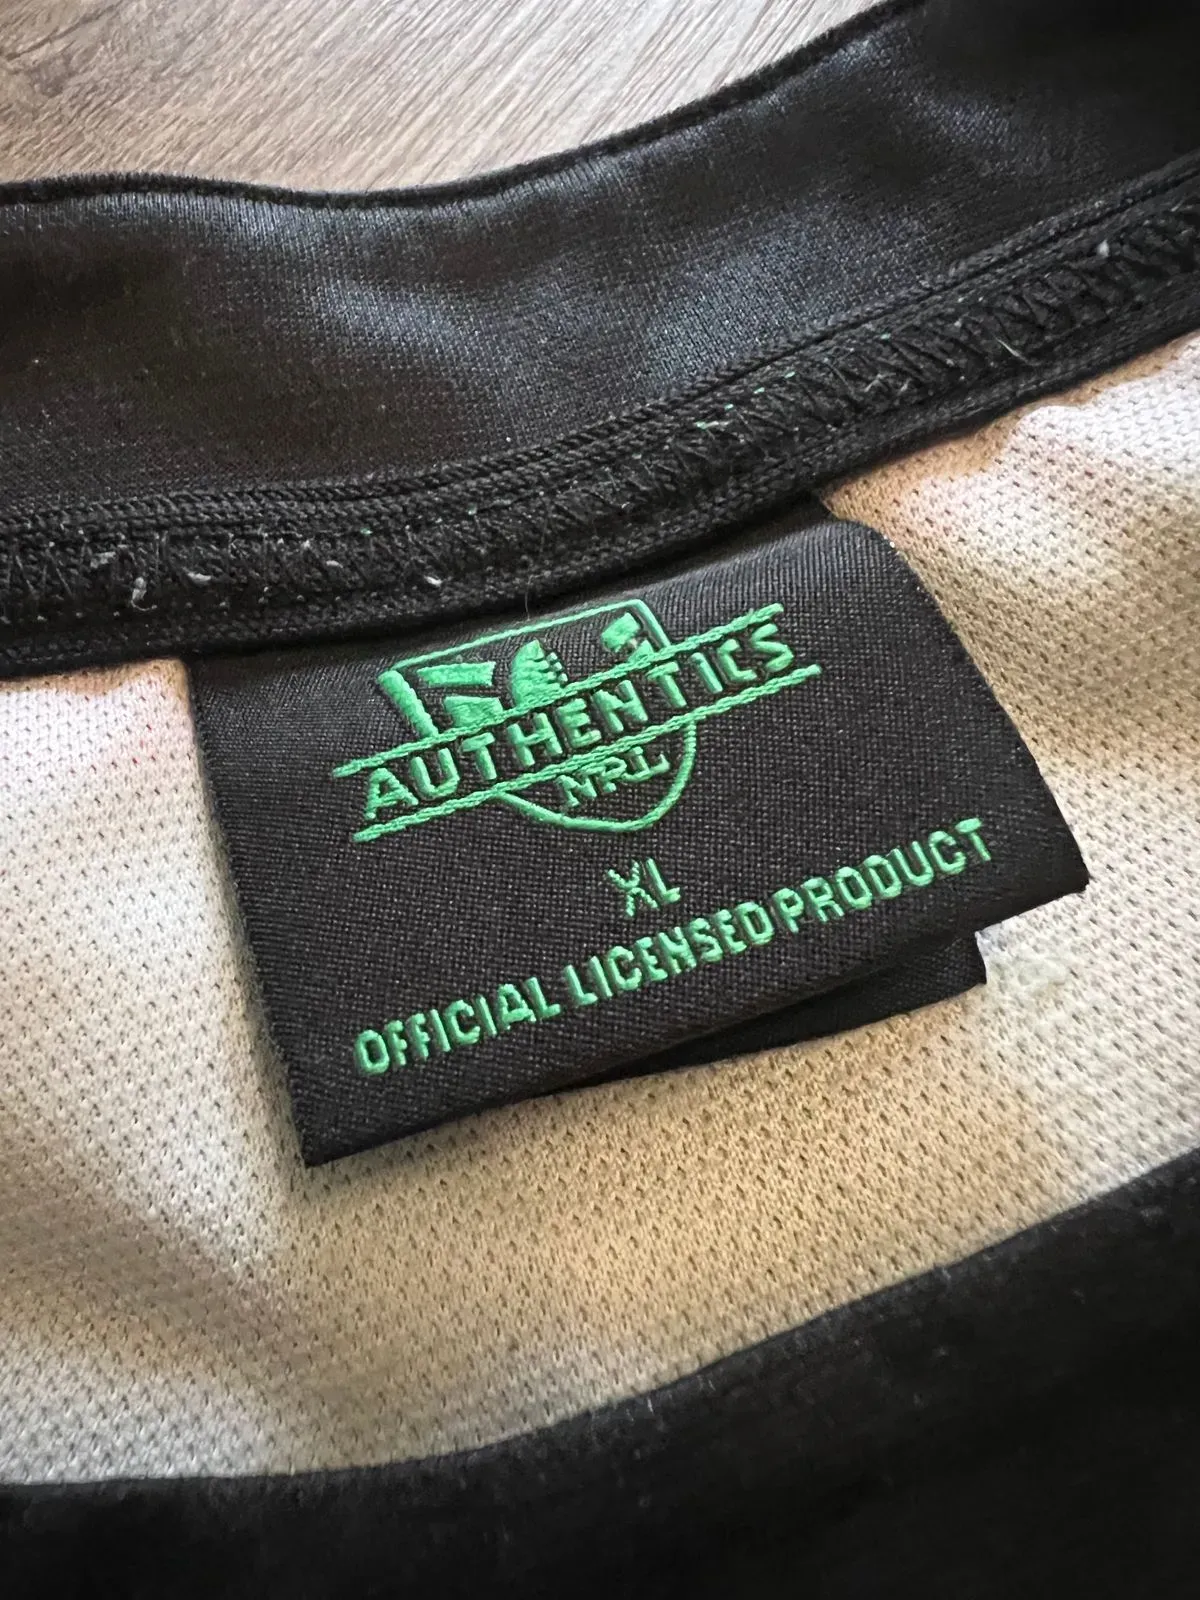 AUTHENTICS
NRL
XL
OFFICIAL LICENSED PRODUCT